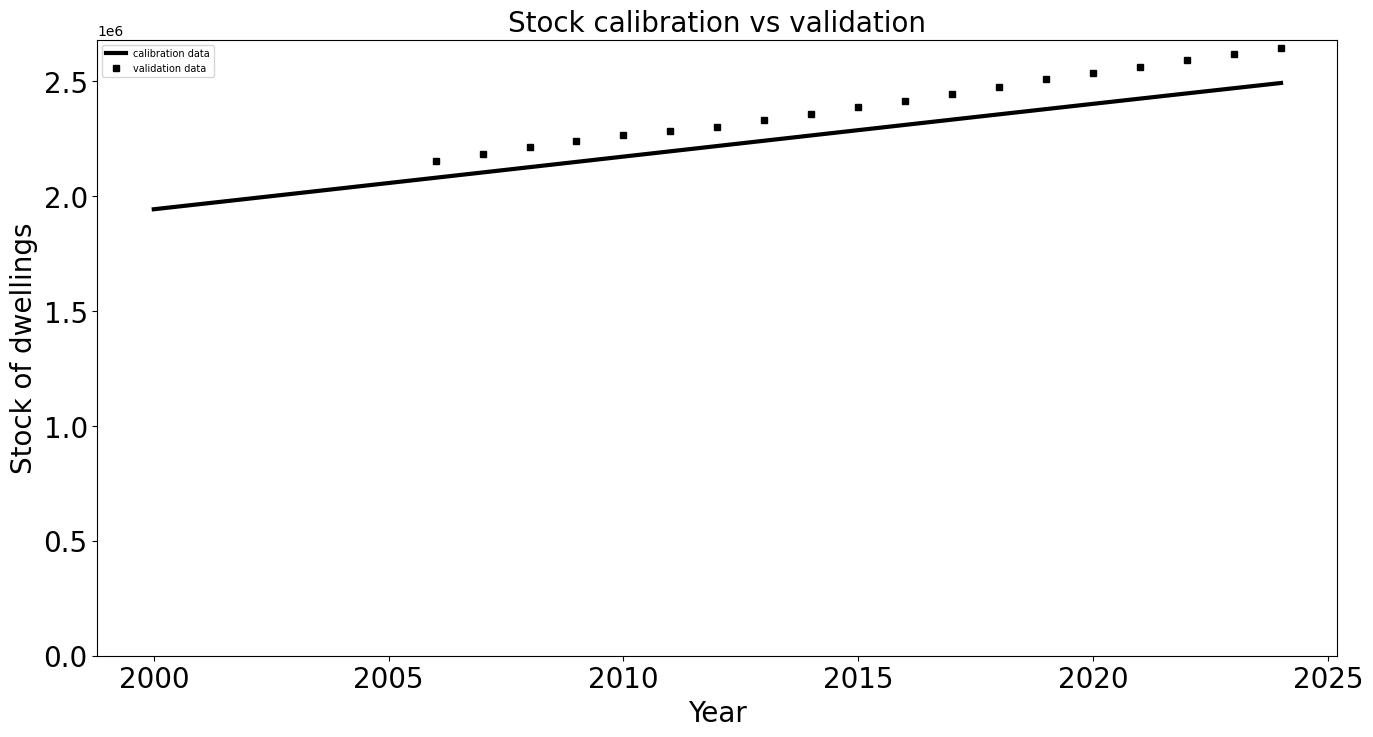 Stock calibration vs validation
1e6
calibration data
validation data
2.5
2.0
1.5
1.0
0.5
0.0
Stock of dwellings
2000 2005 2010 2015 2020 2025
Year